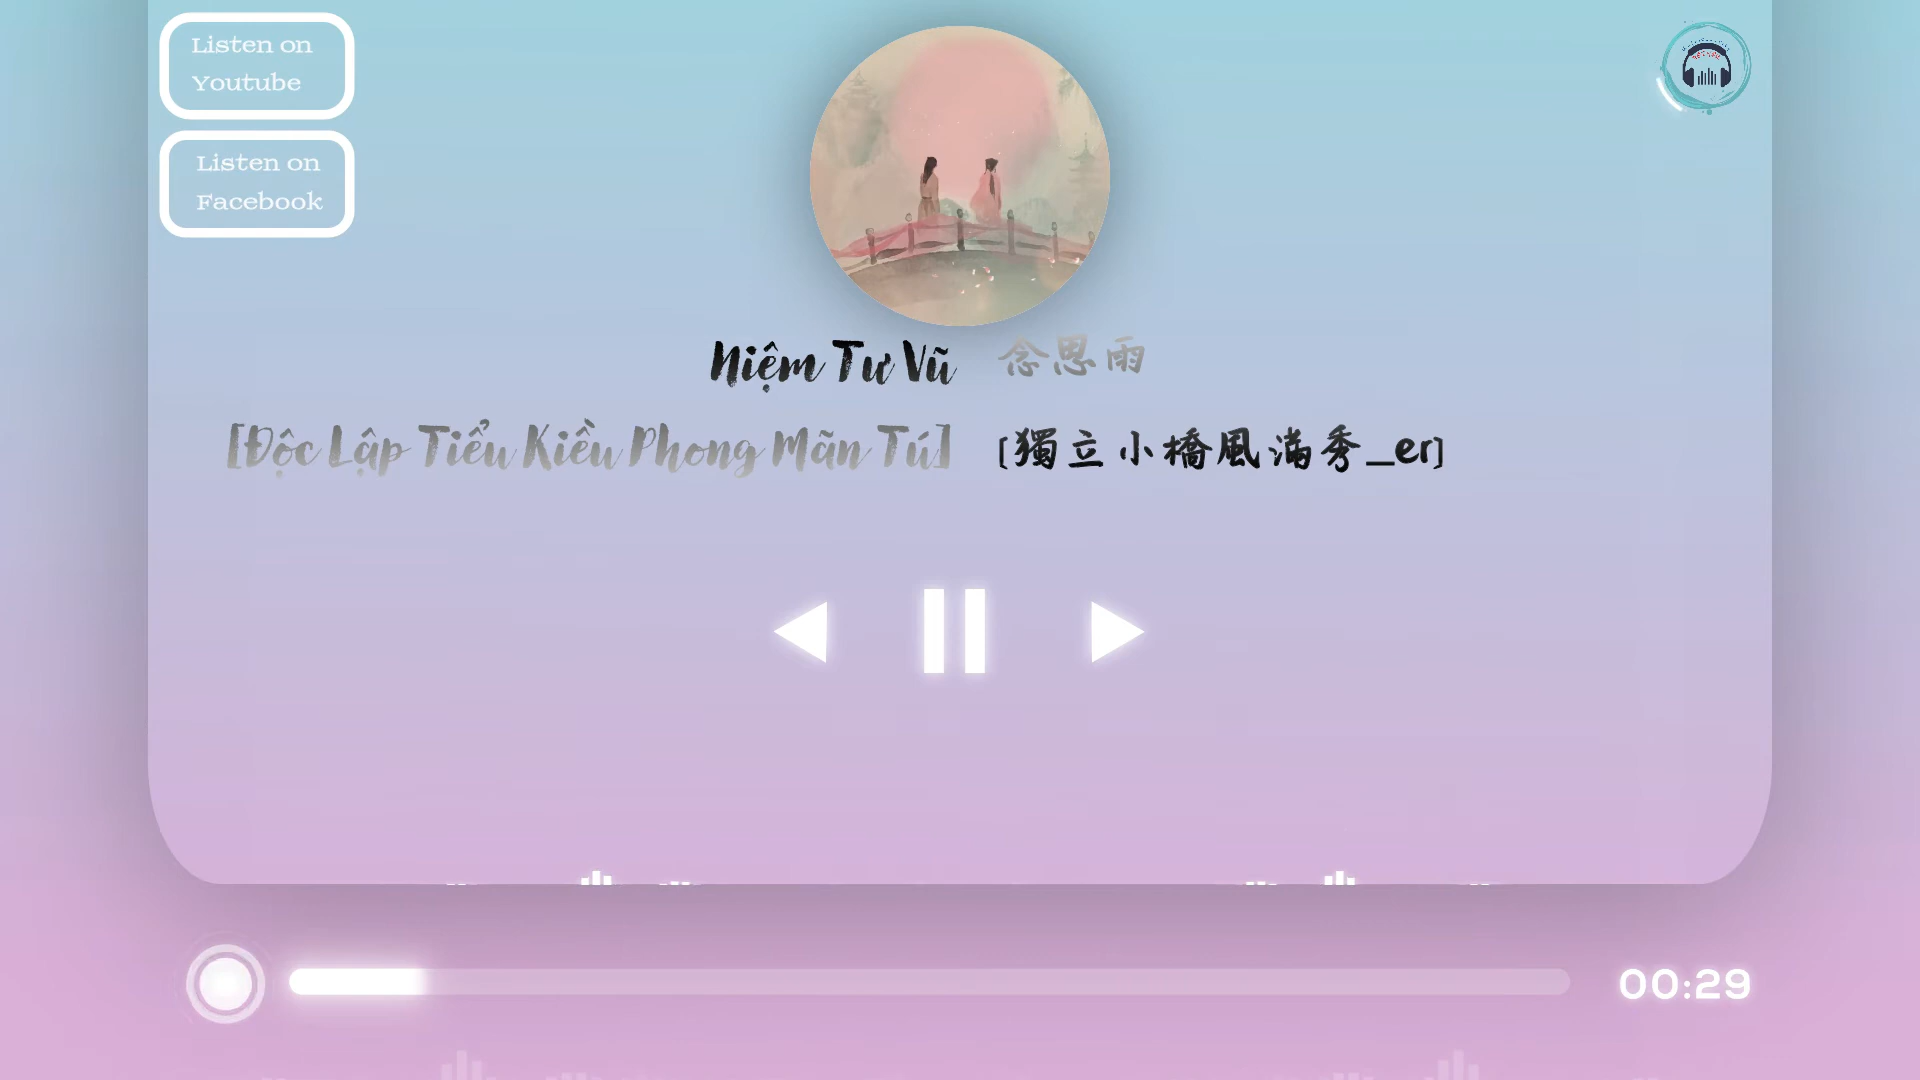 Listen on
Youtube
Listen on
Facebook
Niệm Tư Vũ 念思雨
[Độc Lập Tiểu Kiều Phong Mãn Tú] [獨立小橋風滿秀_er]
00:29